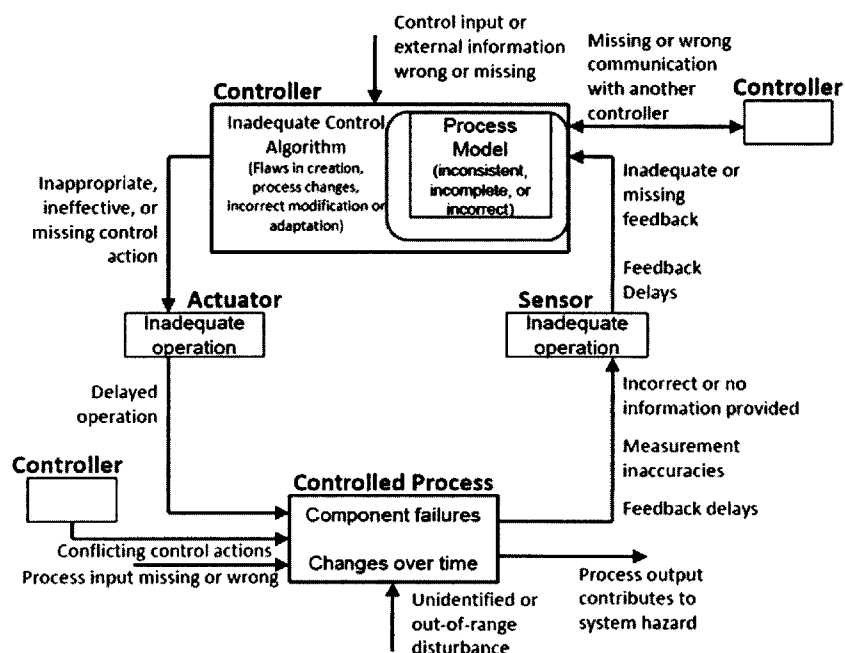 Control input or
external information
wrong or missing
Missing or wrong
communication
with another
controller
Controller
Controller
Inadequate Control
Algorithm
(Flaws in creation,
process changes,
incorrect modification or
adaptation)
Process
Model
(inconsistent,
incomplete, or
incorrect)
Inappropriate,
ineffective, or
missing control
action
Inadequate or
missing
feedback
Feedback
Delays
Actuator
Inadequate
operation
Sensor
Inadequate
operation
Delayed
operation
Incorrect or no
information provided
Measurement
inaccuracies
Feedback delays
Controller
Controlled Process
Component failures
Changes over time
Conflicting control actions
Process input missing or wrong
Process output
contributes to
system hazard
Unidentified or
out-of-range
disturbance